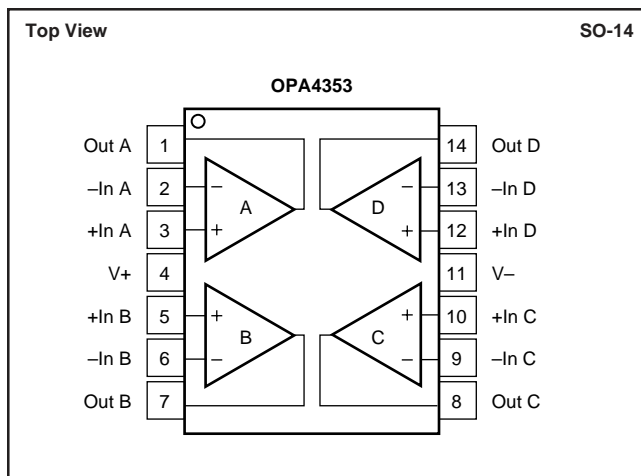 Top View SO-14
OPA4353
Out A 1 14 Out D
–In A 2 – – 13 –In D
A D
+In A 3 + + 12 +In D
V+ 4 11 V–
+In B 5 + + 10 +In C
B C
–In B 6 – – 9 –In C
Out B 7 8 Out C